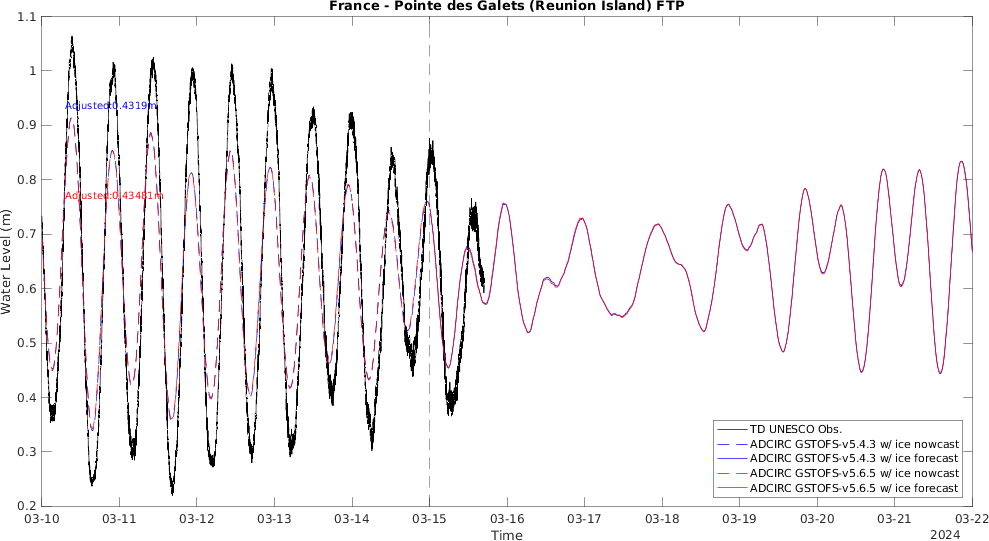 France - Pointe des Galets (Reunion Island) FTP
1.1
1
0.9
0.8
0.7
0.6
0.5
0.4
0.3
0.2
Water Level (m)
Adjusted:0.4319m
Adjusted:0.43481m
TD UNESCO Obs.
ADCIRC GSTOFS-v5.4.3 w/ ice nowcast
ADCIRC GSTOFS-v5.4.3 w/ ice forecast
ADCIRC GSTOFS-v5.6.5 w/ ice nowcast
ADCIRC GSTOFS-v5.6.5 w/ ice forecast
03-10 03-11 03-12 03-13 03-14 03-15 03-16 03-17 03-18 03-19 03-20 03-21 03-22
Time
2024